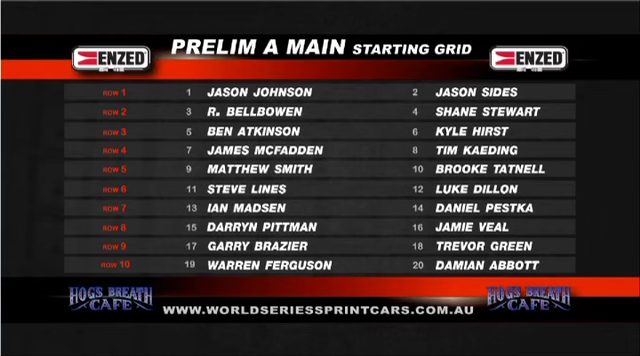 ENZED PRELIM A MAIN STARTING GRID ENZED
ROW 1 1 JASON JOHNSON 2 JASON SIDES
ROW 2 3 R. BELLBOWEN 4 SHANE STEWART
ROW 3 5 BEN ATKINSON 6 KYLE HIRST
ROW 4 7 JAMES MCFADDEN 8 TIM KAEDING
ROW 5 9 MATTHEW SMITH 10 BROOKE TATNELL
ROW 6 11 STEVE LINES 12 LUKE DILLON
ROW 7 13 IAN MADSEN 14 DANIEL PESTKA
ROW 8 15 DARRYN PITTMAN 16 JAMIE VEAL
ROW 9 17 GARRY BRAZIER 18 TREVOR GREEN
ROW 10 19 WARREN FERGUSON 20 DAMIAN ABBOTT
HOG'S BREATH CAFE HOG'S BREATH CAFE
WWW.WORLDSERIESSPRINTCARS.COM.AU